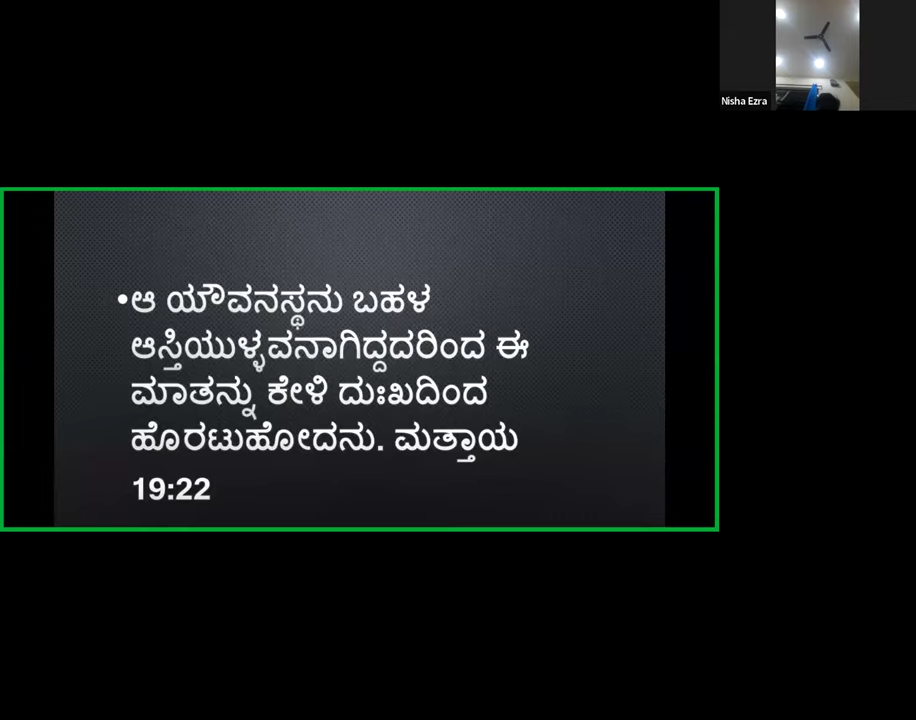 Nisha Ezra
•ಆ ಯೌವನಸ್ಥನು ಬಹಳ
ಆಸ್ತಿಯುಳ್ಳವನಾಗಿದ್ದದರಿಂದ ಈ
ಮಾತನ್ನು ಕೇಳಿ ದುಃಖದಿಂದ
ಹೊರಟುಹೋದನು. ಮತ್ತಾಯ
19:22